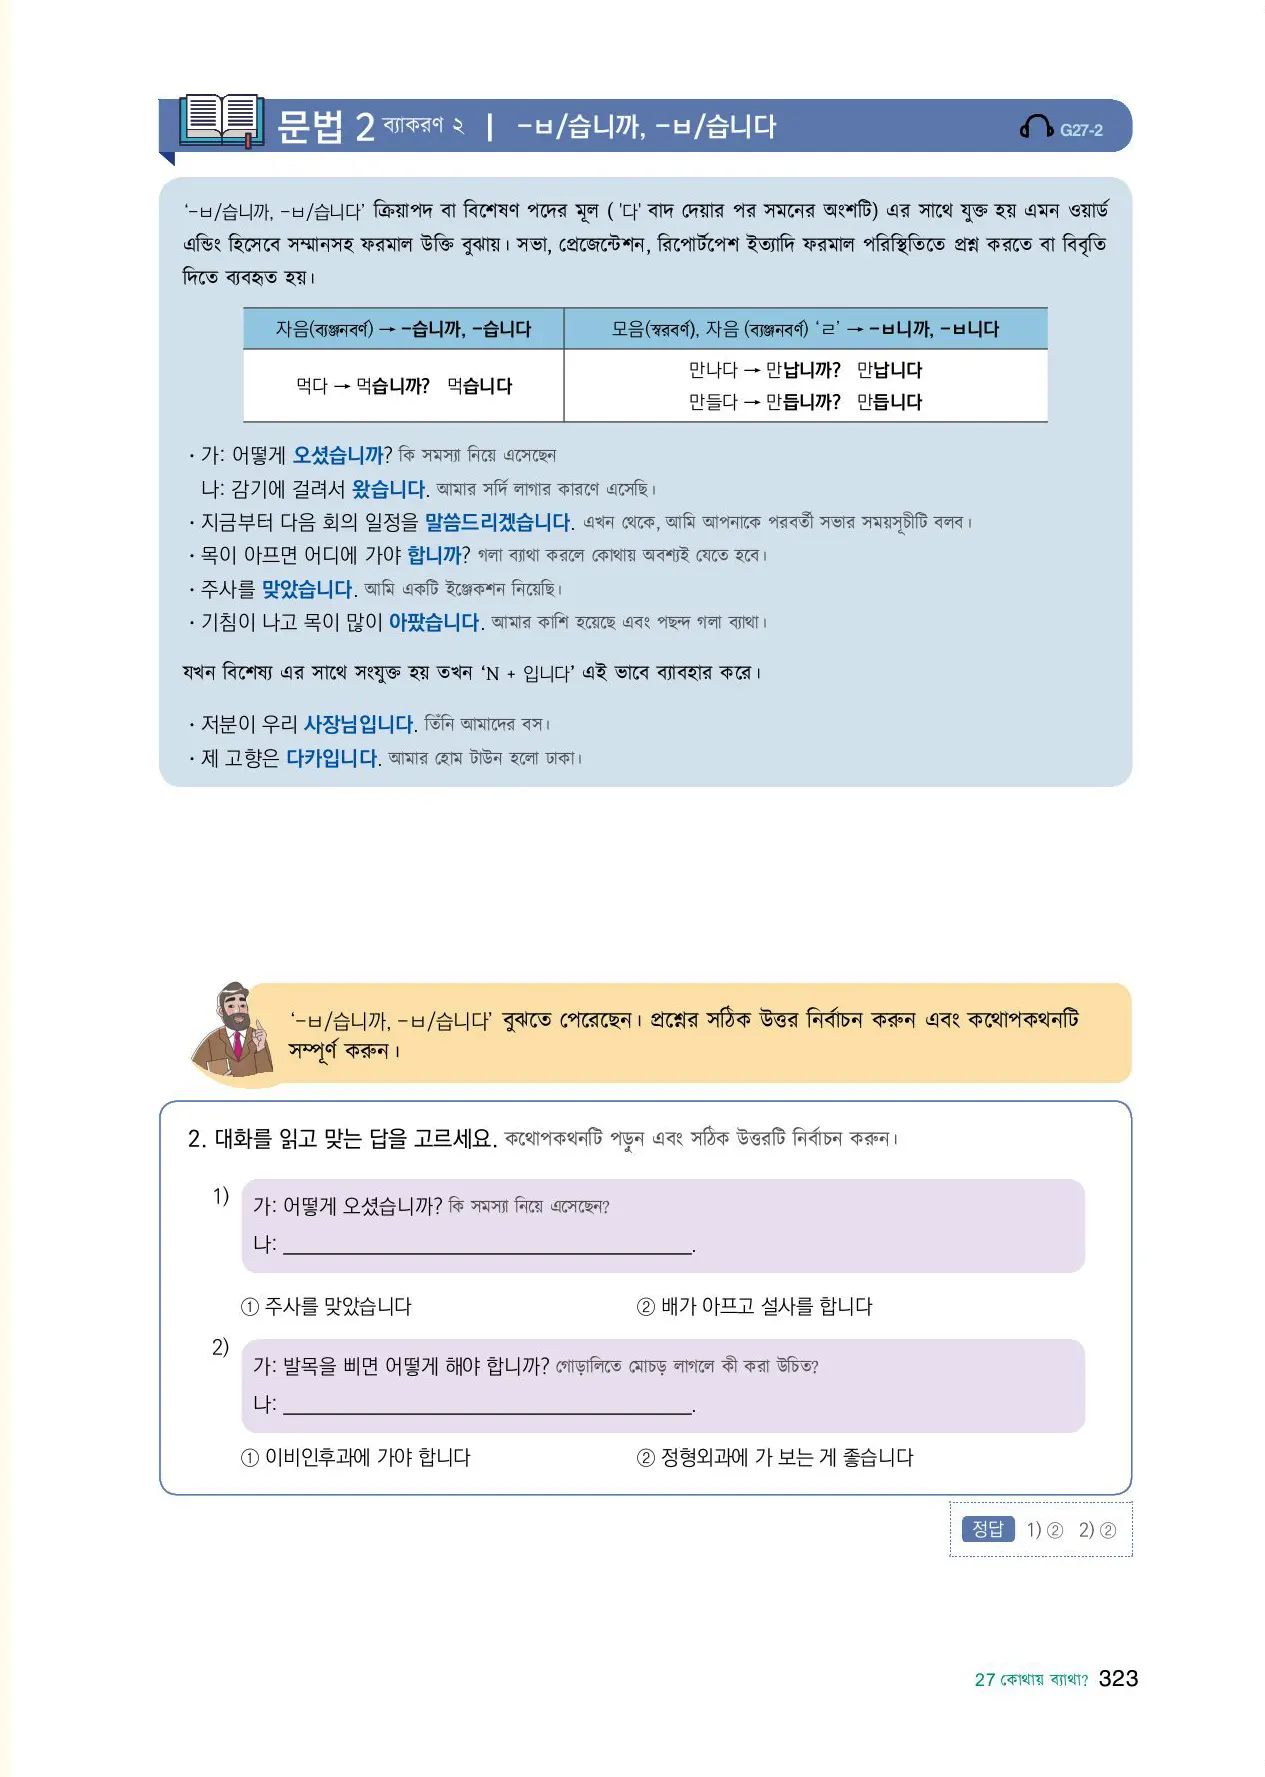 문법 2 ব্যাকরণ ২ | -ㅂ/습니까, -ㅂ/습니다
G27-2
‘-ㅂ/습니까, -ㅂ/습니다’ ক্রিয়াপদ বা বিশেষণ পদের মূল ( '다' বাদ দেয়ার পর সমনের অংশটি) এর সাথে যুক্ত হয় এমন ওয়ার্ড
এন্ডিং হিসেবে সম্মানসহ ফরমাল উক্তি বুঝায়। সভা, প্রেজেন্টেশন, রিপোর্টপেশ ইত্যাদি ফরমাল পরিস্থিতিতে প্রশ্ন করতে বা বিবৃতি
দিতে ব্যবহৃত হয়।
자음(ব্যঞ্জনবর্ণ) → -습니까, -습니다
모음(স্বরবর্ণ), 자음 (ব্যঞ্জনবর্ণ) ‘ㄹ’ → -ㅂ니까, -ㅂ니다
먹다 → 먹습니까? 먹습니다
만나다 → 만납니까? 만납니다
만들다 → 만듭니까? 만듭니다
· 가: 어떻게 오셨습니까? কি সমস্যা নিয়ে এসেছেন
나: 감기에 걸려서 왔습니다. আমার সর্দি লাগার কারণে এসেছি।
· 지금부터 다음 회의 일정을 말씀드리겠습니다. এখন থেকে, আমি আপনাকে পরবর্তী সভার সময়সূচীটি বলব।
· 목이 아프면 어디에 가야 합니까? গলা ব্যাথা করলে কোথায় অবশ্যই যেতে হবে।
· 주사를 맞았습니다. আমি একটি ইঞ্জেকশন নিয়েছি।
· 기침이 나고 목이 많이 아팠습니다. আমার কাশি হয়েছে এবং পছন্দ গলা ব্যাথা।
যখন বিশেষ্য এর সাথে সংযুক্ত হয় তখন ‘N + 입니다’ এই ভাবে ব্যাবহার করে।
· 저분이 우리 사장님입니다. তিঁনি আমাদের বস।
· 제 고향은 다카입니다. আমার হোম টাউন হলো ঢাকা।
‘-ㅂ/습니까, -ㅂ/습니다’ বুঝতে পেরেছেন। প্রশ্নের সঠিক উত্তর নির্বাচন করুন এবং কথোপকথনটি
সম্পূর্ণ করুন।
2. 대화를 읽고 맞는 답을 고르세요. কথোপকথনটি পড়ুন এবং সঠিক উত্তরটি নির্বাচন করুন।
1) 가: 어떻게 오셨습니까? কি সমস্যা নিয়ে এসেছেন?
나: ______________________.
① 주사를 맞았습니다 ② 배가 아프고 설사를 합니다
2) 가: 발목을 삐면 어떻게 해야 합니까? গোড়ালিতে মোচড় লাগলে কী করা উচিত?
나: ______________________.
① 이비인후과에 가야 합니다 ② 정형외과에 가 보는 게 좋습니다
정답 1) ② 2) ②
27 কোথায় ব্যাথা? 323